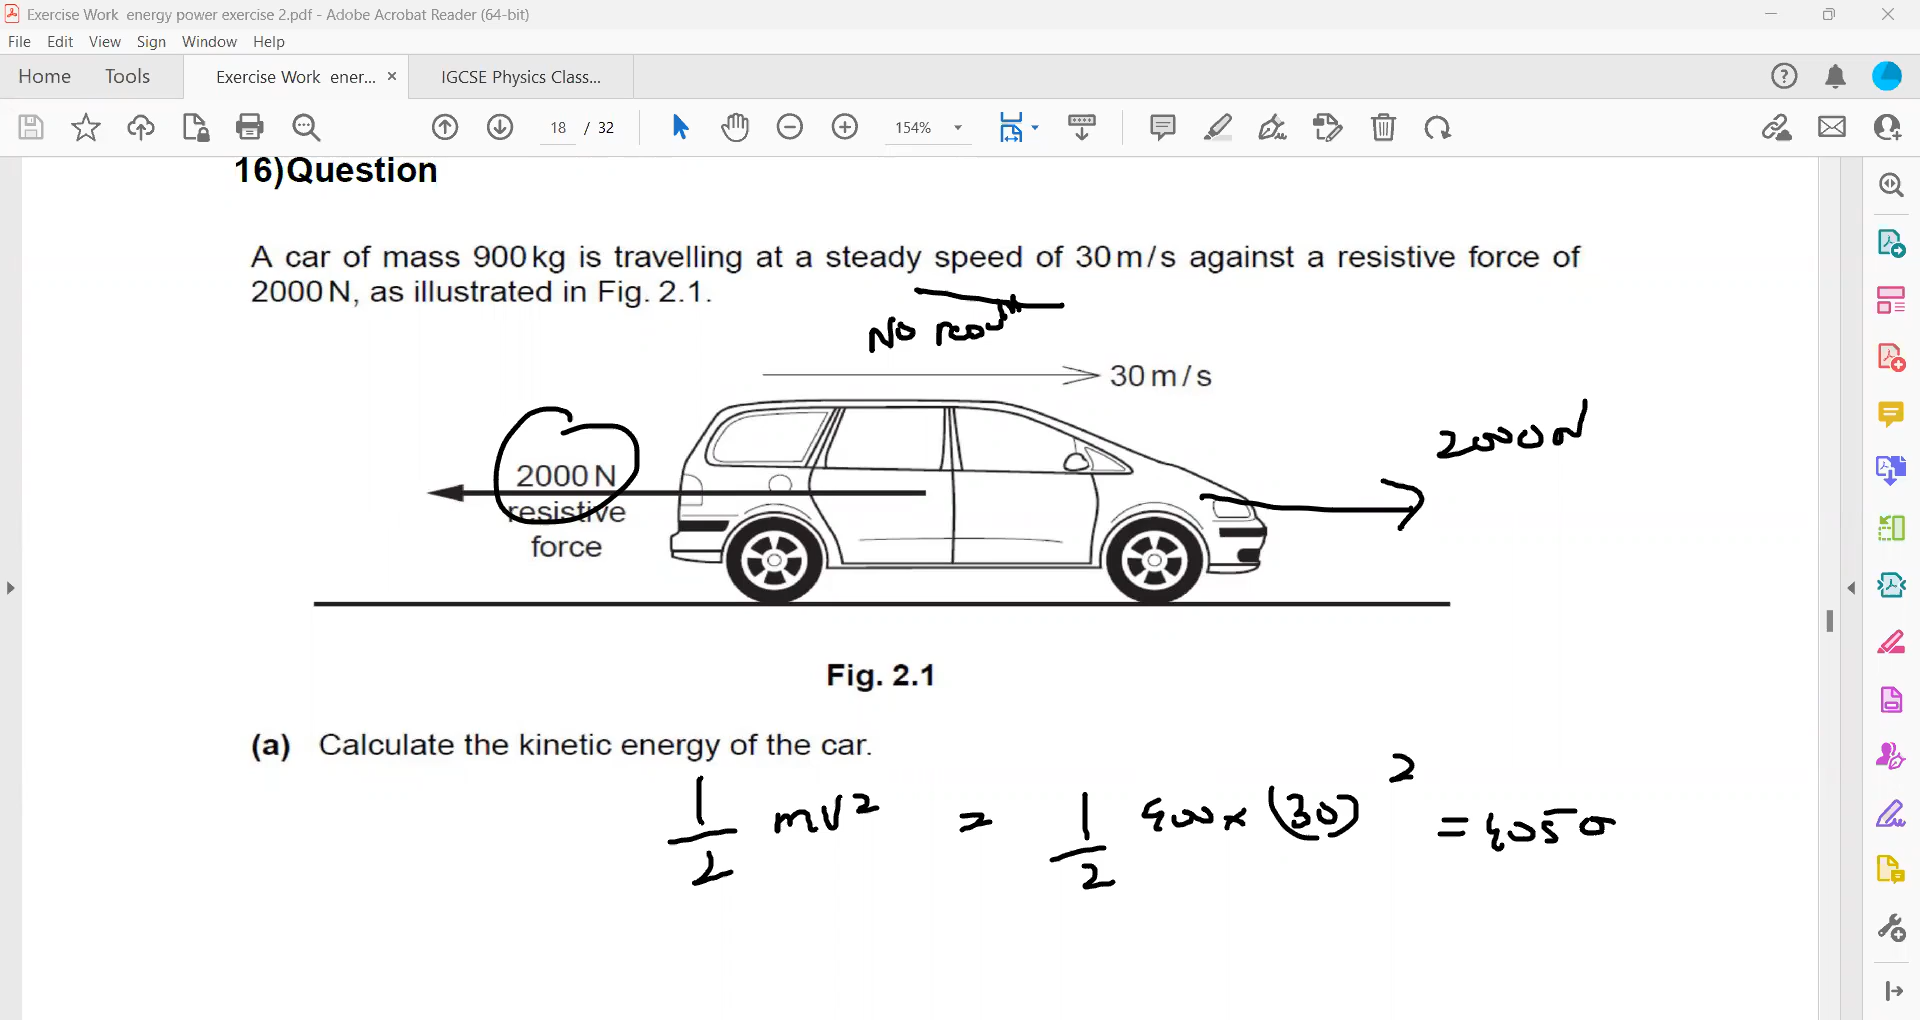 Exercise Work energy power exercise 2.pdf - Adobe Acrobat Reader (64-bit)
File Edit View Sign Window Help
Home Tools Exercise Work ener... × IGCSE Physics Class...
18 / 32 154%
16)Question
A car of mass 900 kg is travelling at a steady speed of 30 m/s against a resistive force of
2000 N, as illustrated in Fig. 2.1.
No
30 m/s
2000N
2000 N
resistive
force
Fig. 2.1
(a) Calculate the kinetic energy of the car.
1/2 mv² = 1/2 900 × (30)² = 4050